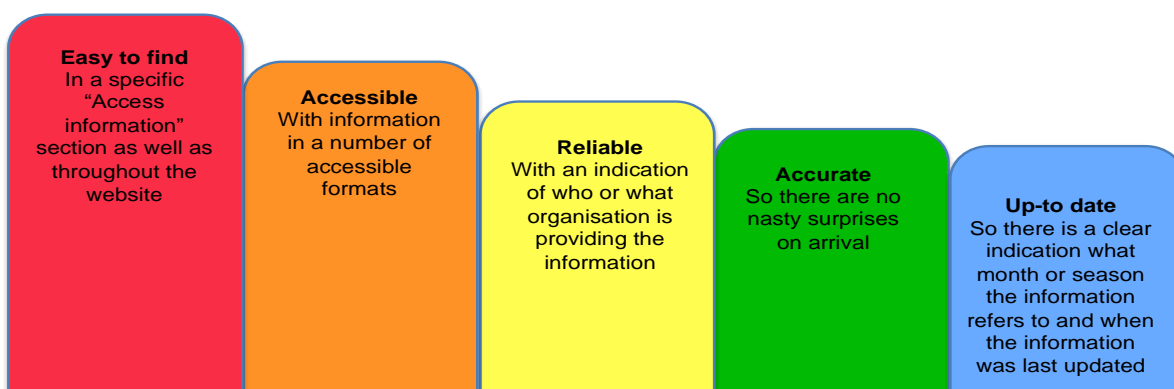 Easy to find
In a specific
“Access
information”
section as well as
throughout the
website
Accessible
With information
in a number of
accessible
formats
Reliable
With an indication
of who or what
organisation is
providing the
information
Accurate
So there are no
nasty surprises
on arrival
Up-to date
So there is a clear
indication what
month or season
the information
refers to and when
the information
was last updated